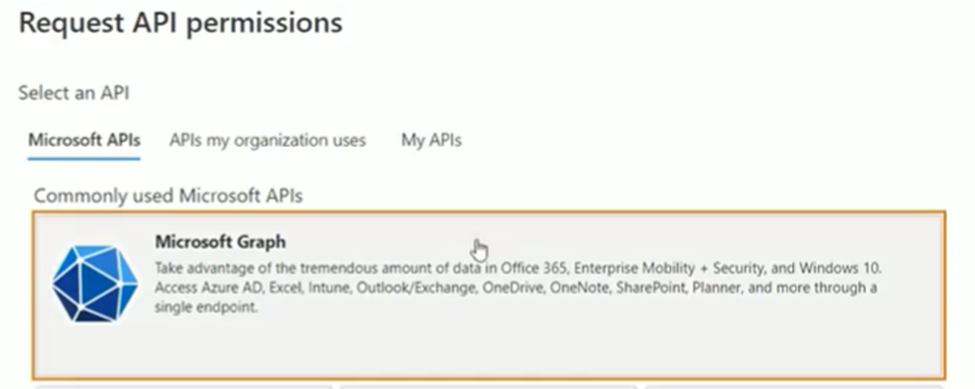 Request API permissions
Select an API
Microsoft APIs APIs my organization uses My APIs
Commonly used Microsoft APIs
Microsoft Graph
Take advantage of the tremendous amount of data in Office 365, Enterprise Mobility + Security, and Windows 10.
Access Azure AD, Excel, Intune, Outlook/Exchange, OneDrive, OneNote, SharePoint, Planner, and more through a
single endpoint.